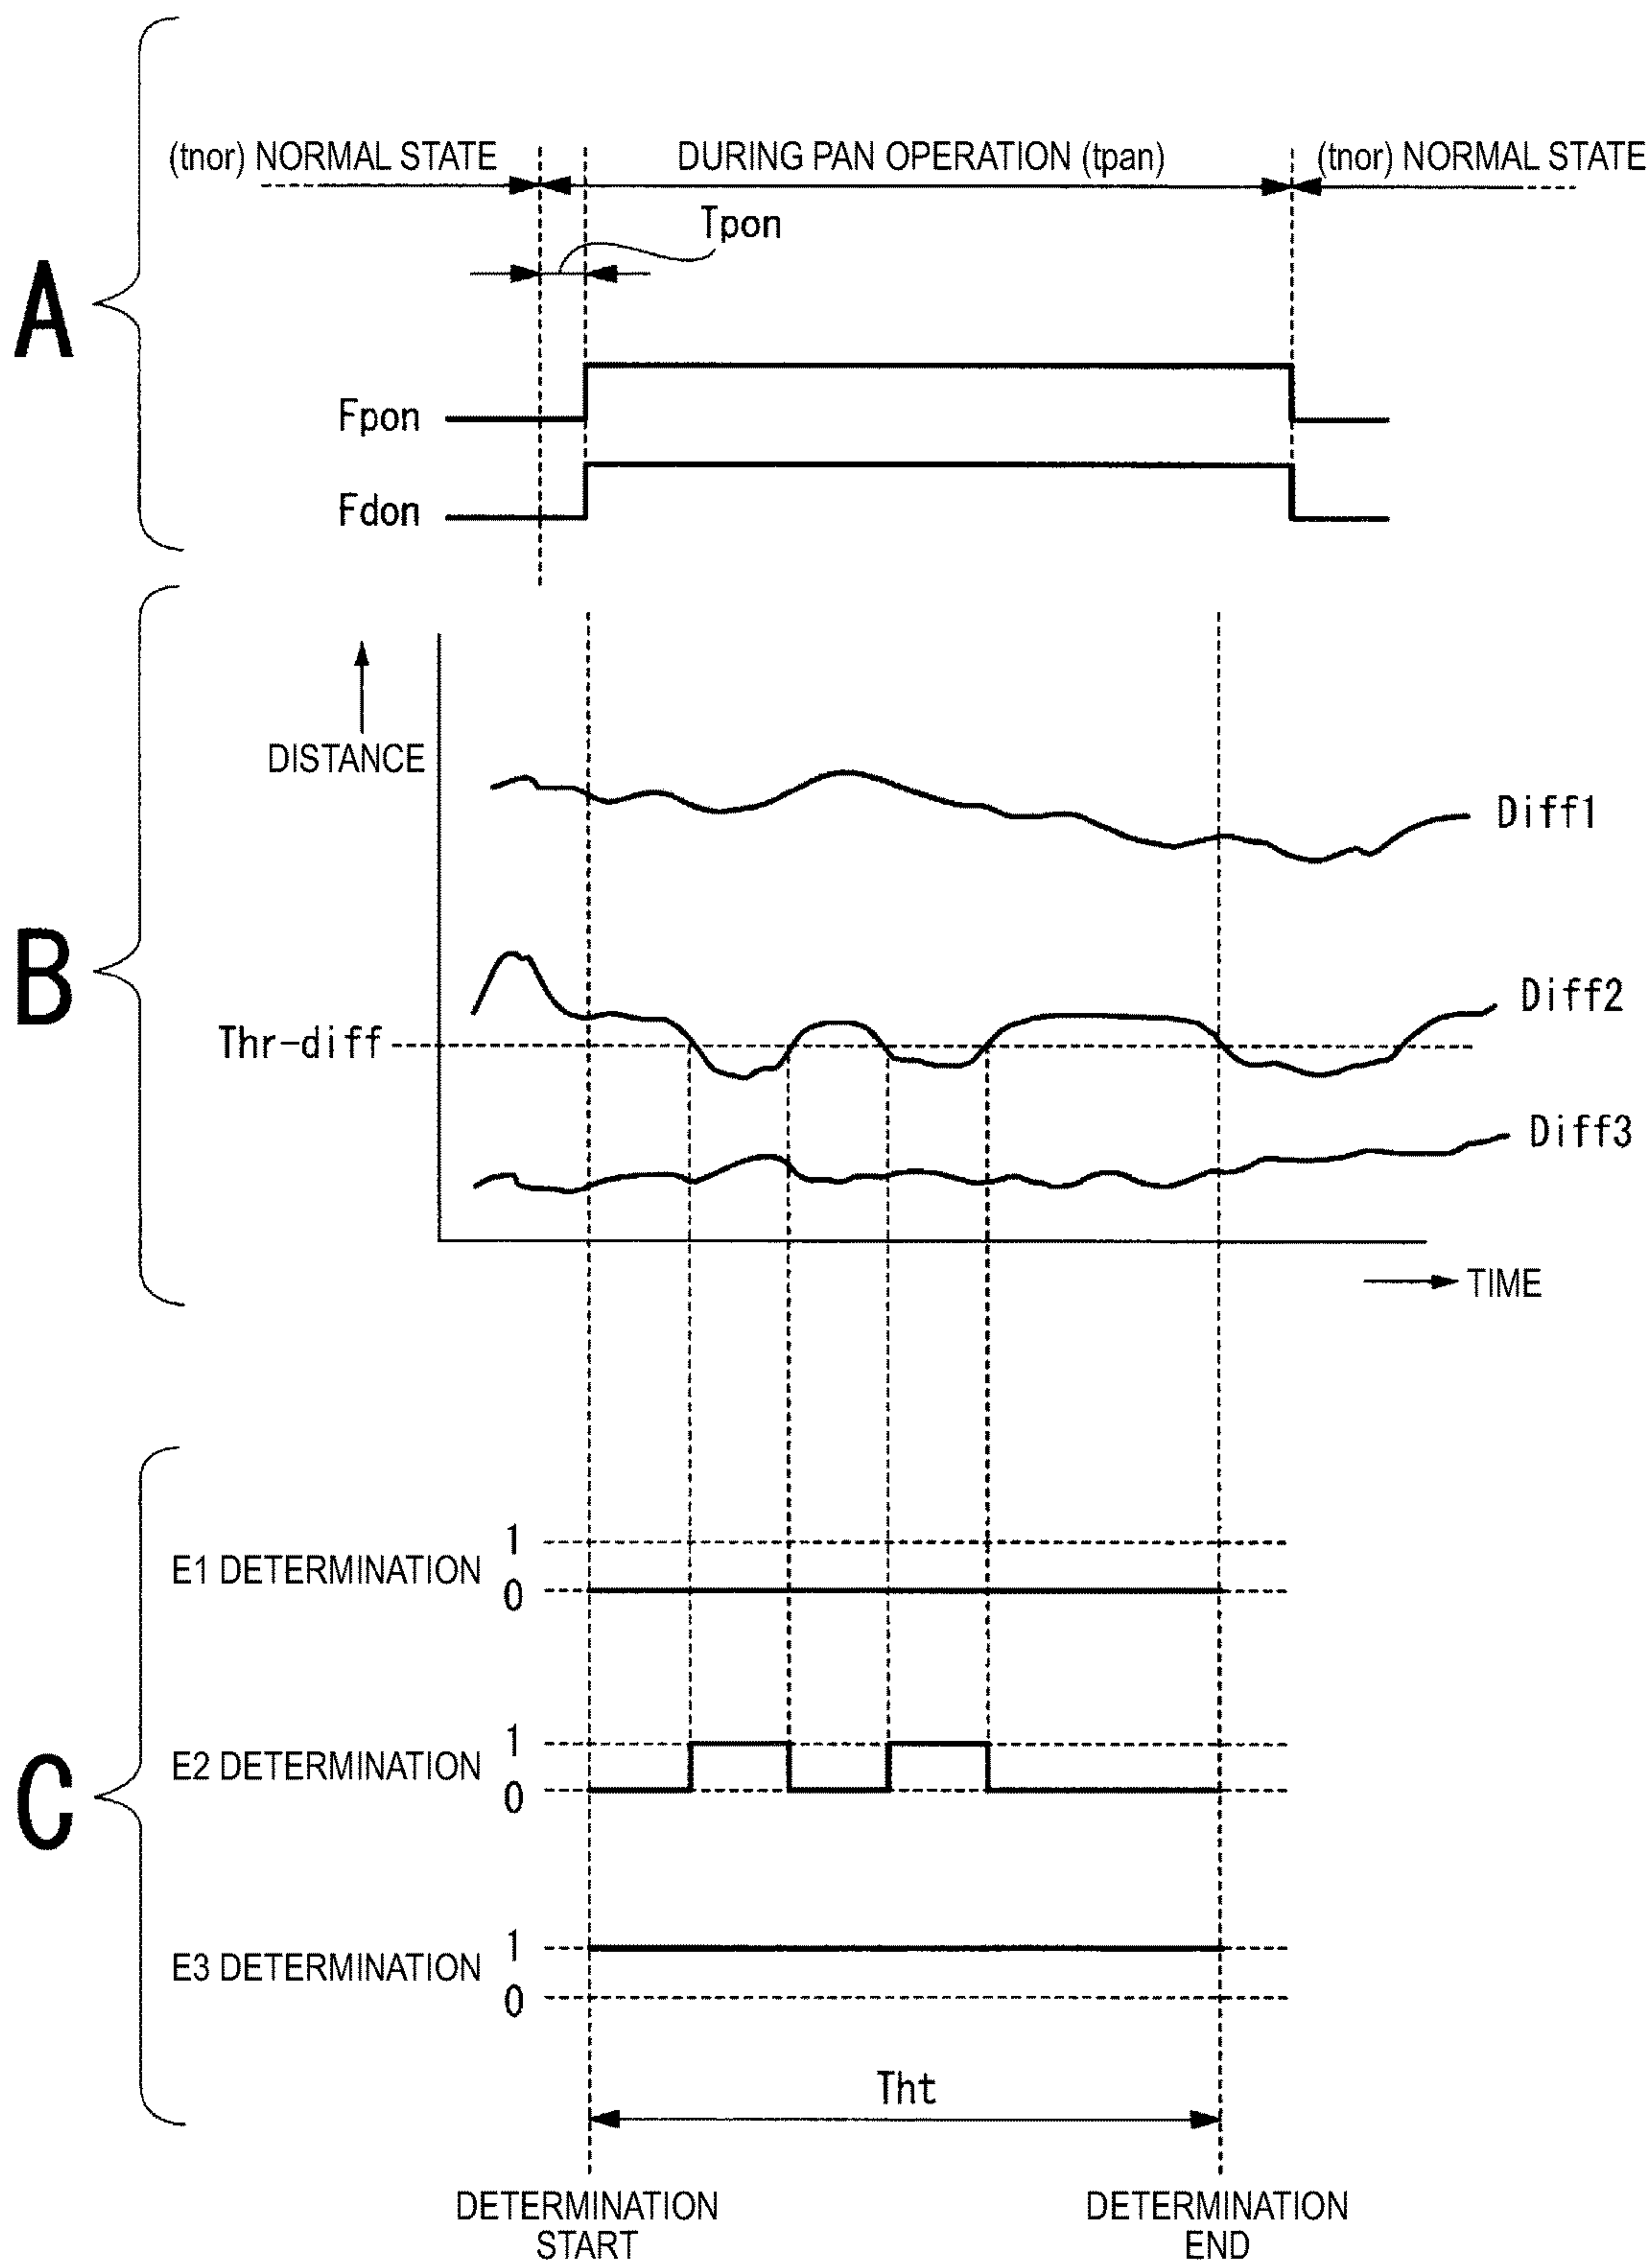 A
(tnor) NORMAL STATE
DURING PAN OPERATION (tpan)
(tnor) NORMAL STATE
Tpon
Fpon
Fdon
B
DISTANCE
Diff1
Diff2
Thr-diff
Diff3
TIME
C
1
E1 DETERMINATION
0
1
E2 DETERMINATION
0
1
E3 DETERMINATION
0
Tht
DETERMINATION
START
DETERMINATION
END